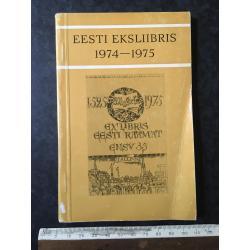 EESTI EKSLIIBRIS
1974—1975
1525 1975
EX LIBRIS
EESTI RAAMAT
ENSV 35